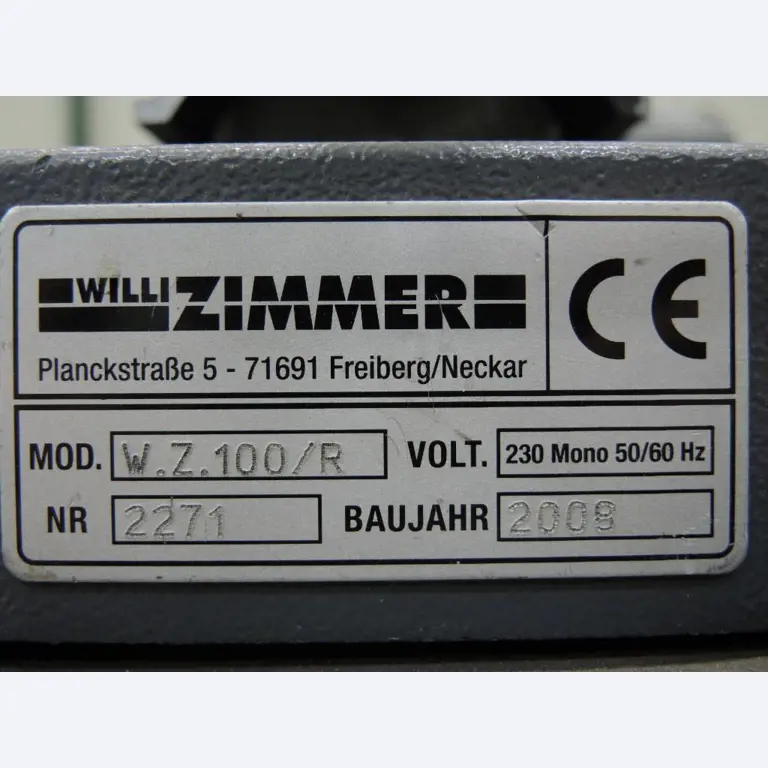 WILLI ZIMMER
CE
Planckstraße 5 - 71691 Freiberg/Neckar
MOD. W.Z.100/R VOLT. 230 Mono 50/60 Hz
NR 2271 BAUJAHR 2008